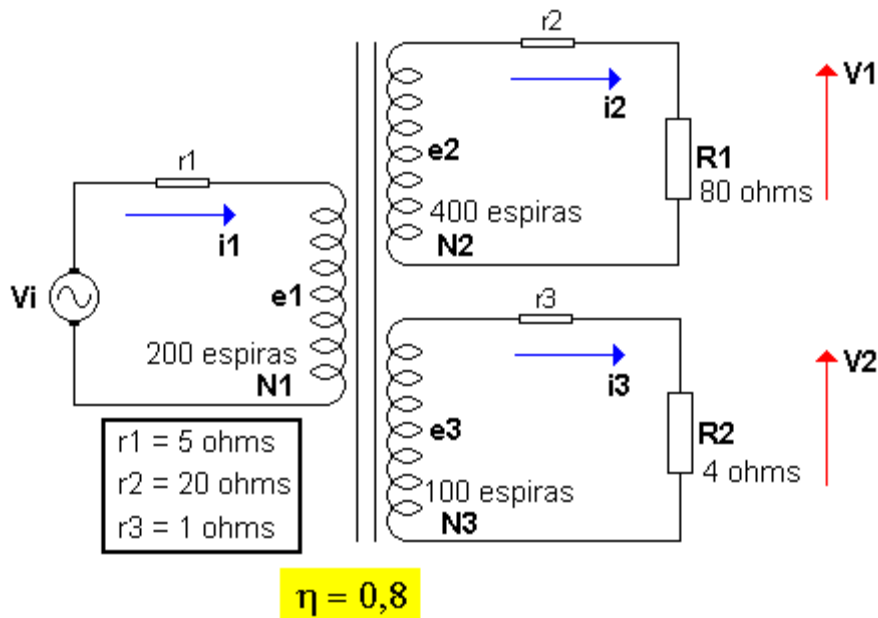 r2
i2
V1
e2
R1
80 ohms
400 espiras
N2
r1
i1
Vi
e1
200 espiras
N1
r3
i3
V2
e3
R2
4 ohms
100 espiras
N3
r1 = 5 ohms
r2 = 20 ohms
r3 = 1 ohms
η = 0,8